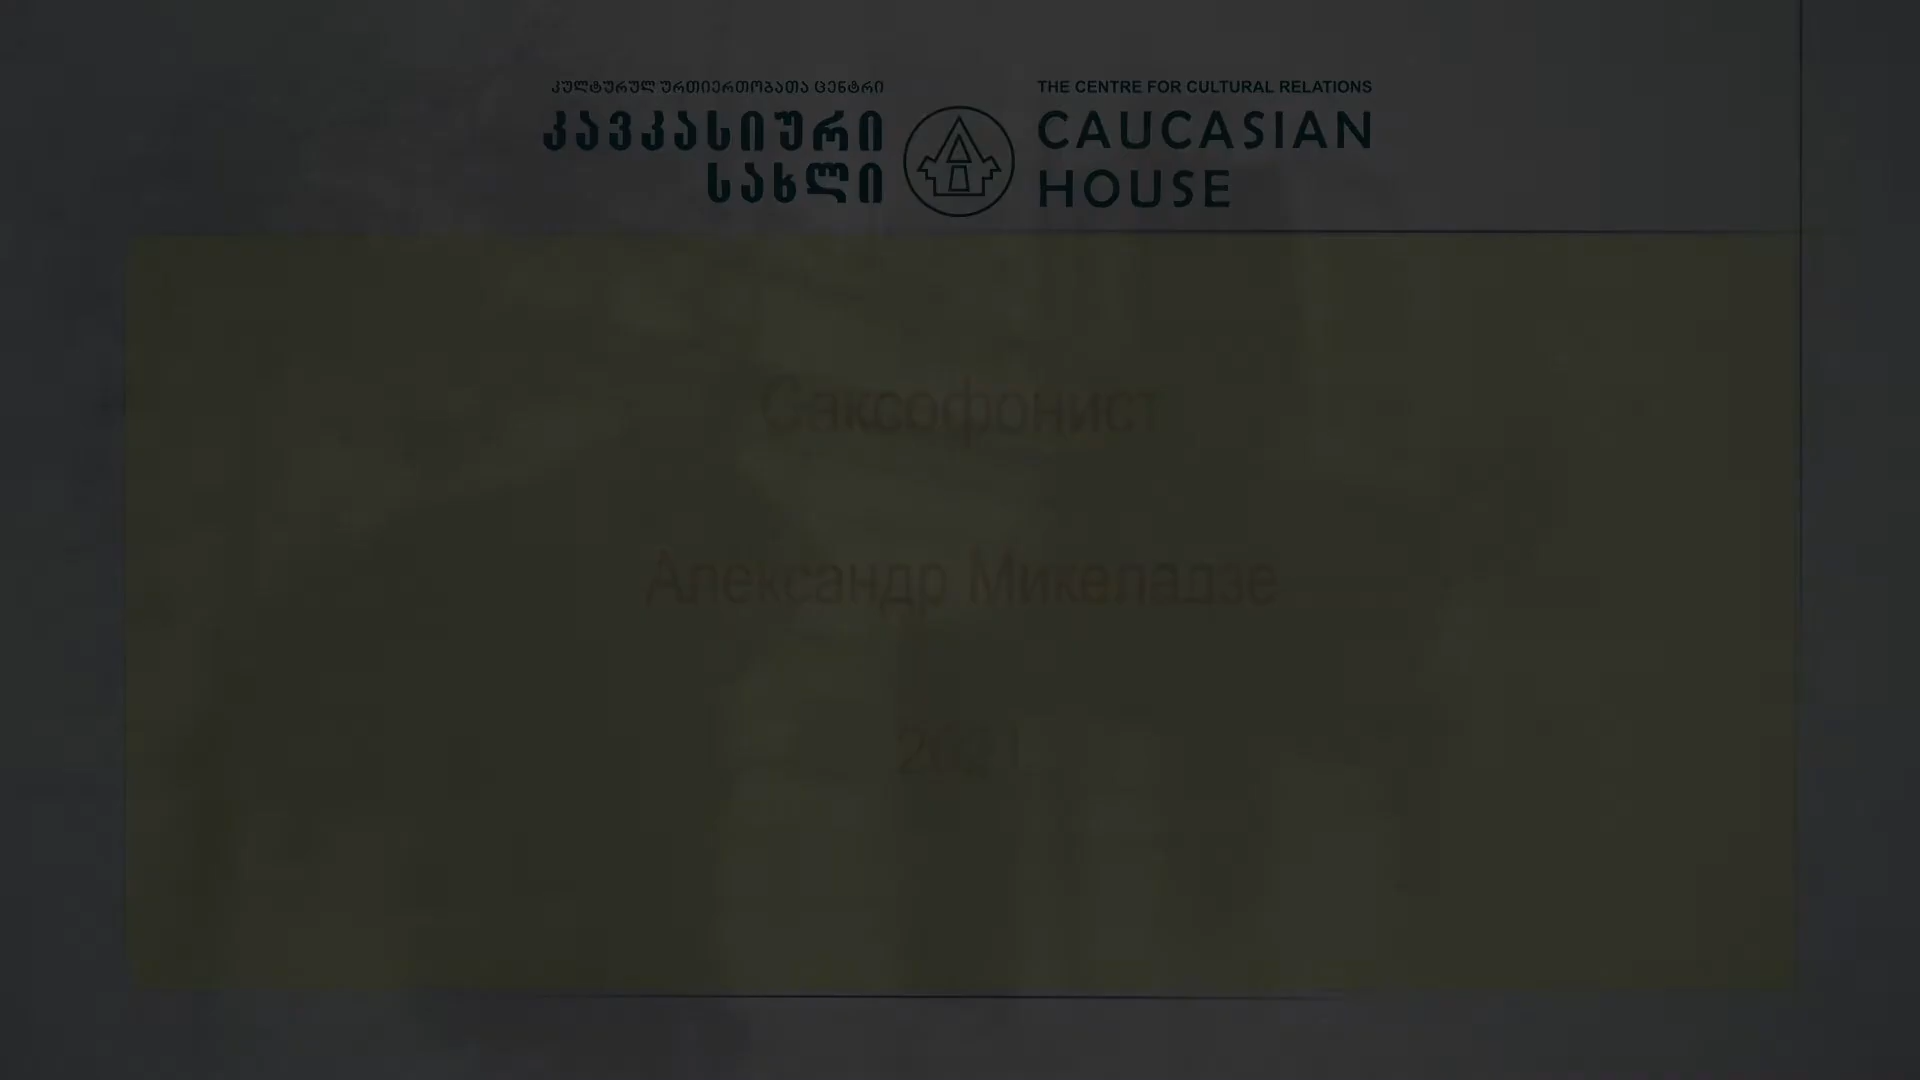 კულტურულ ურთიერთობათა ცენტრი
კავკასიური
სახლი
THE CENTRE FOR CULTURAL RELATIONS
CAUCASIAN
HOUSE
Саксофонист
Александр Микеладзе
2021